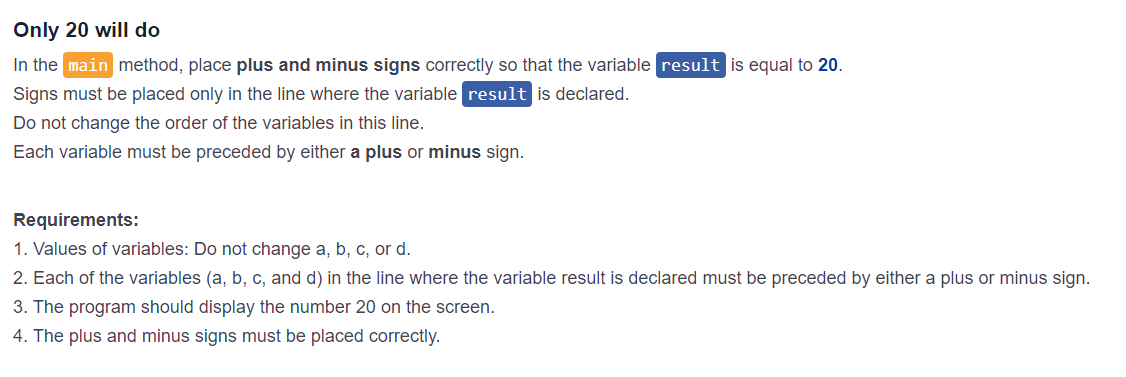 Only 20 will do
In the main method, place plus and minus signs correctly so that the variable result is equal to 20.
Signs must be placed only in the line where the variable result is declared.
Do not change the order of the variables in this line.
Each variable must be preceded by either a plus or minus sign.
Requirements:
1. Values of variables: Do not change a, b, c, or d.
2. Each of the variables (a, b, c, and d) in the line where the variable result is declared must be preceded by either a plus or minus sign.
3. The program should display the number 20 on the screen.
4. The plus and minus signs must be placed correctly.